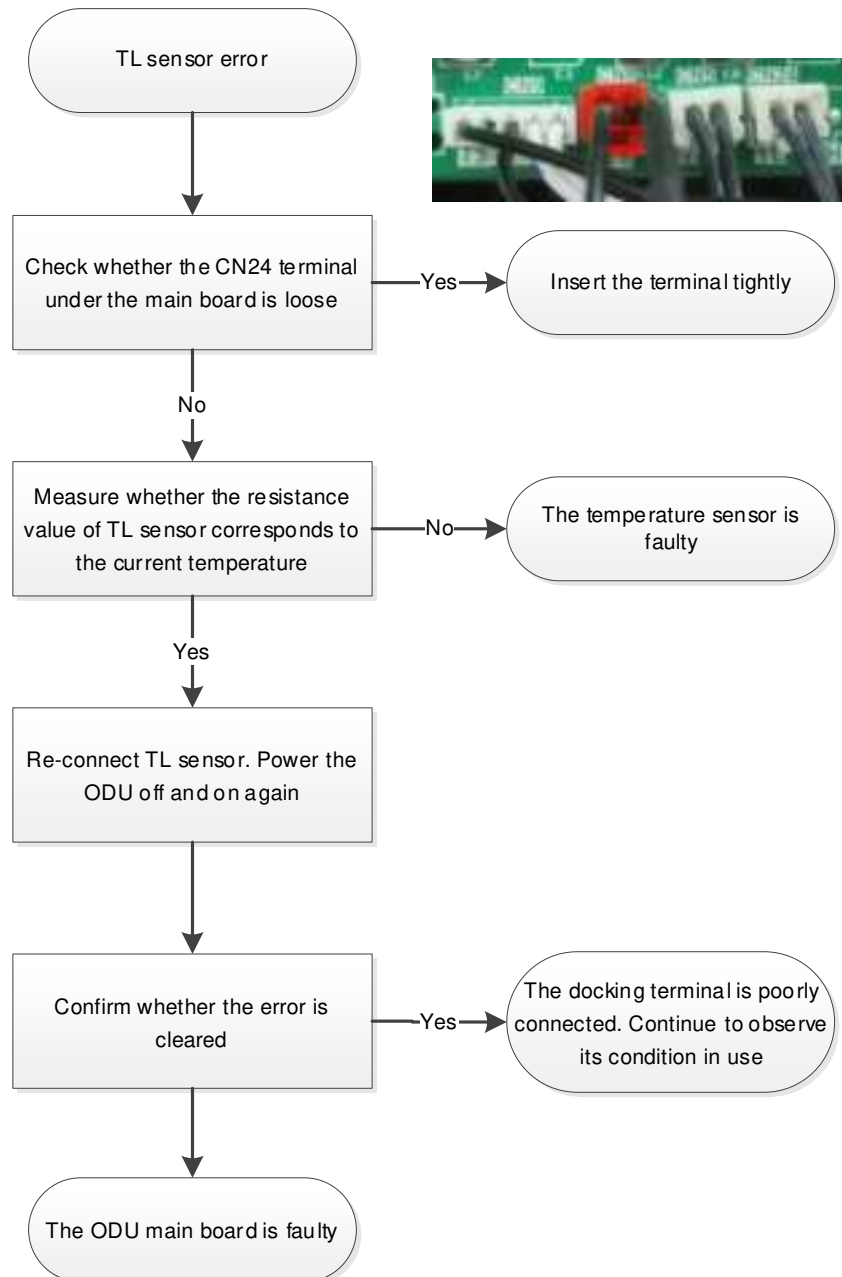 TL sensor error
Check whether the CN24 terminal
under the main board is loose
Yes
Insert the terminal tightly
No
Measure whether the resistance
value of TL sensor corresponds to
the current temperature
No
The temperature sensor is
faulty
Yes
Re-connect TL sensor. Power the
ODU off and on again
Confirm whether the error is
cleared
Yes
The docking terminal is poorly
connected. Continue to observe
its condition in use
The ODU main board is faulty